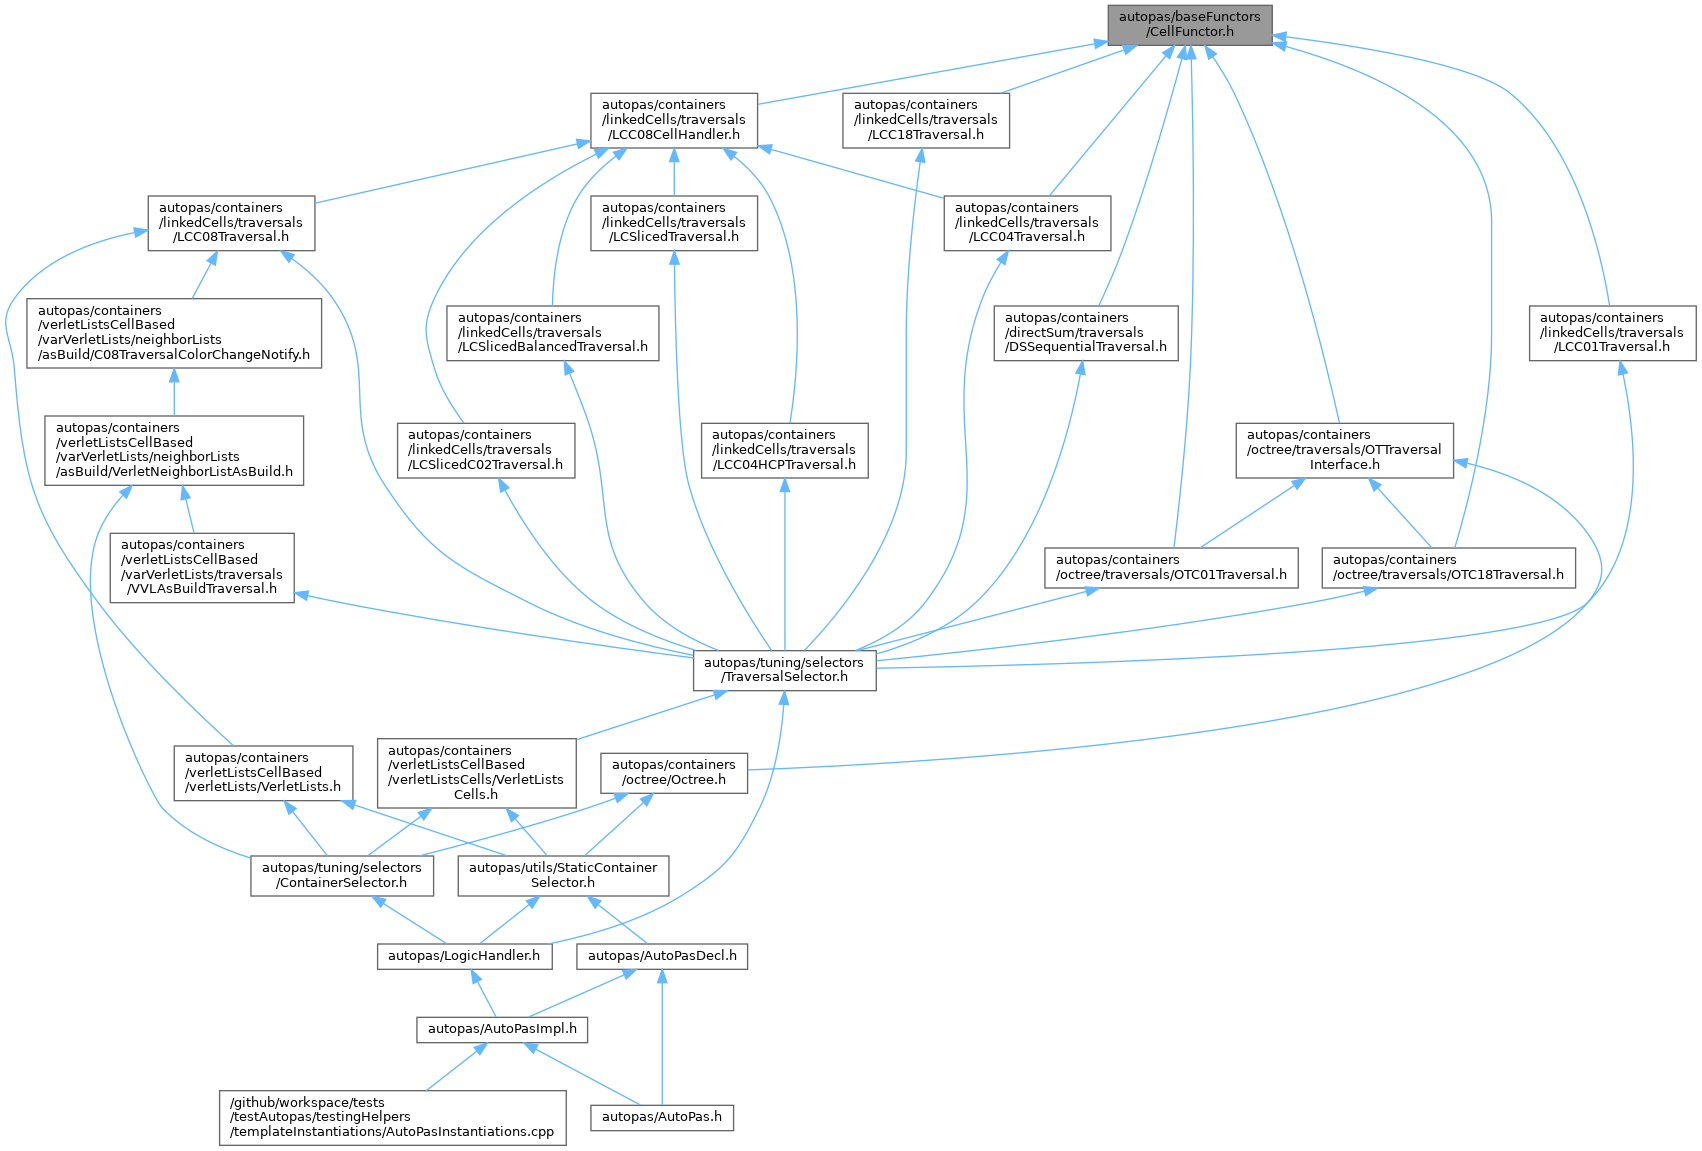 autopas/baseFunctors
/CellFunctor.h
autopas/containers
/linkedCells/traversals
/LCC08CellHandler.h
autopas/containers
/linkedCells/traversals
/LCC18Traversal.h
autopas/containers
/linkedCells/traversals
/LCC08Traversal.h
autopas/containers
/linkedCells/traversals
/LCSlicedTraversal.h
autopas/containers
/linkedCells/traversals
/LCC04Traversal.h
autopas/containers
/verletListsCellBased
/varVerletLists/neighborLists
/asBuild/C08TraversalColorChangeNotify.h
autopas/containers
/linkedCells/traversals
/LCSlicedBalancedTraversal.h
autopas/containers
/directSum/traversals
/DSSequentialTraversal.h
autopas/containers
/linkedCells/traversals
/LCC01Traversal.h
autopas/containers
/verletListsCellBased
/varVerletLists/neighborLists
/asBuild/VerletNeighborListAsBuild.h
autopas/containers
/linkedCells/traversals
/LCSlicedC02Traversal.h
autopas/containers
/linkedCells/traversals
/LCC04HCPTraversal.h
autopas/containers
/octree/traversals/OTTraversal
Interface.h
autopas/containers
/verletListsCellBased
/varVerletLists/traversals
/VVLAsBuildTraversal.h
autopas/containers
/octree/traversals/OTC01Traversal.h
autopas/containers
/octree/traversals/OTC18Traversal.h
autopas/tuning/selectors
/TraversalSelector.h
autopas/containers
/verletListsCellBased
/verletLists/VerletLists.h
autopas/containers
/verletListsCellBased
/verletListsCells/VerletLists
Cells.h
autopas/containers
/octree/Octree.h
autopas/tuning/selectors
/ContainerSelector.h
autopas/utils/StaticContainer
Selector.h
autopas/LogicHandler.h
autopas/AutoPasDecl.h
autopas/AutoPasImpl.h
/github/workspace/tests
/testAutopas/testingHelpers
/templateInstantiations/AutoPasInstantiations.cpp
autopas/AutoPas.h